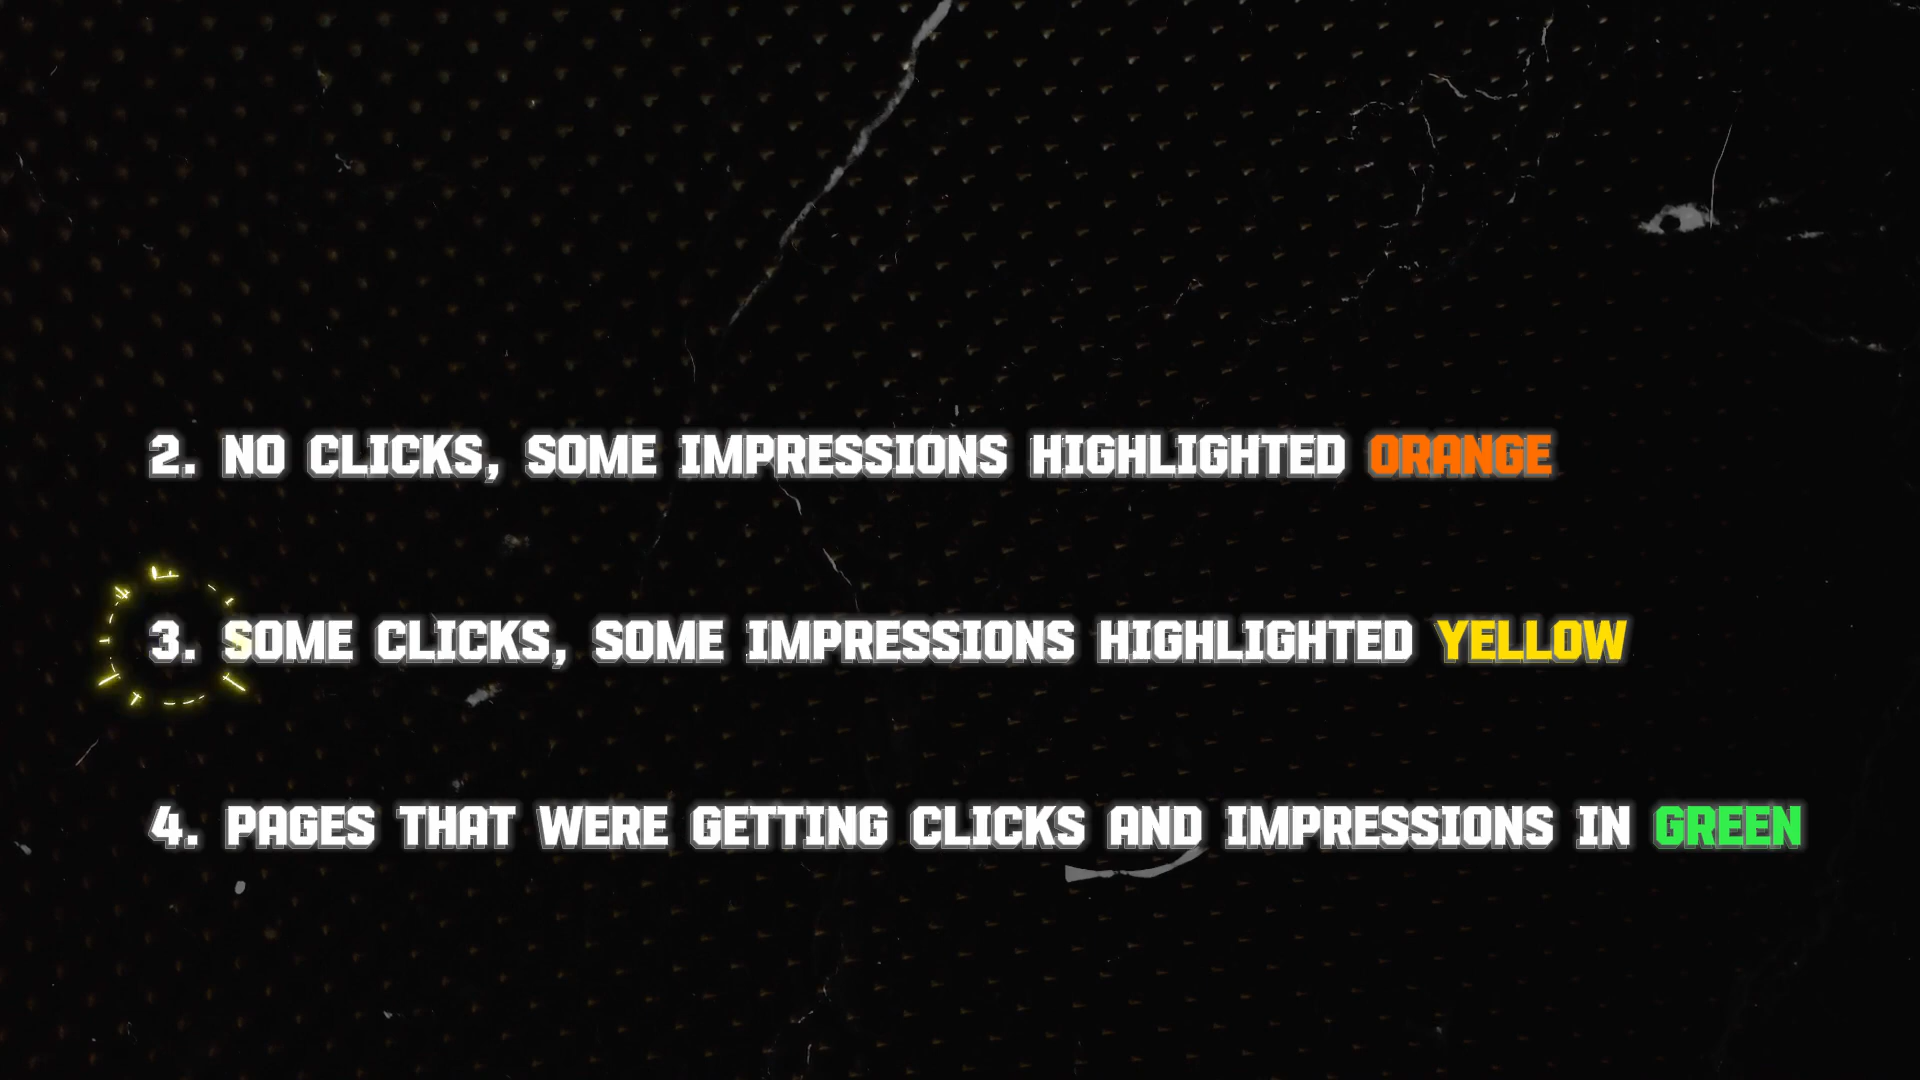 2. NO CLICKS, SOME IMPRESSIONS HIGHLIGHTED ORANGE
3. SOME CLICKS, SOME IMPRESSIONS HIGHLIGHTED YELLOW
4. PAGES THAT WERE GETTING CLICKS AND IMPRESSIONS IN GREEN